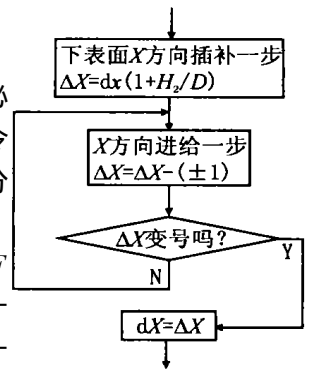 下表面X方向插补一步
ΔX=dx(1+H₂/D)
X方向进给一步
ΔX=ΔX-(±1)
ΔX变号吗?
Y
N
dX=ΔX